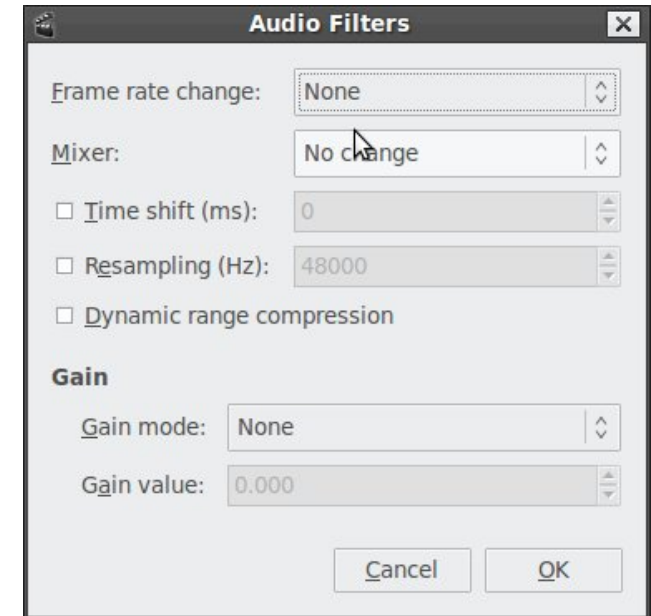 Audio Filters
Frame rate change: None
Mixer: No change
Time shift (ms): 0
Resampling (Hz): 48000
Dynamic range compression
Gain
Gain mode: None
Gain value: 0.000
Cancel OK